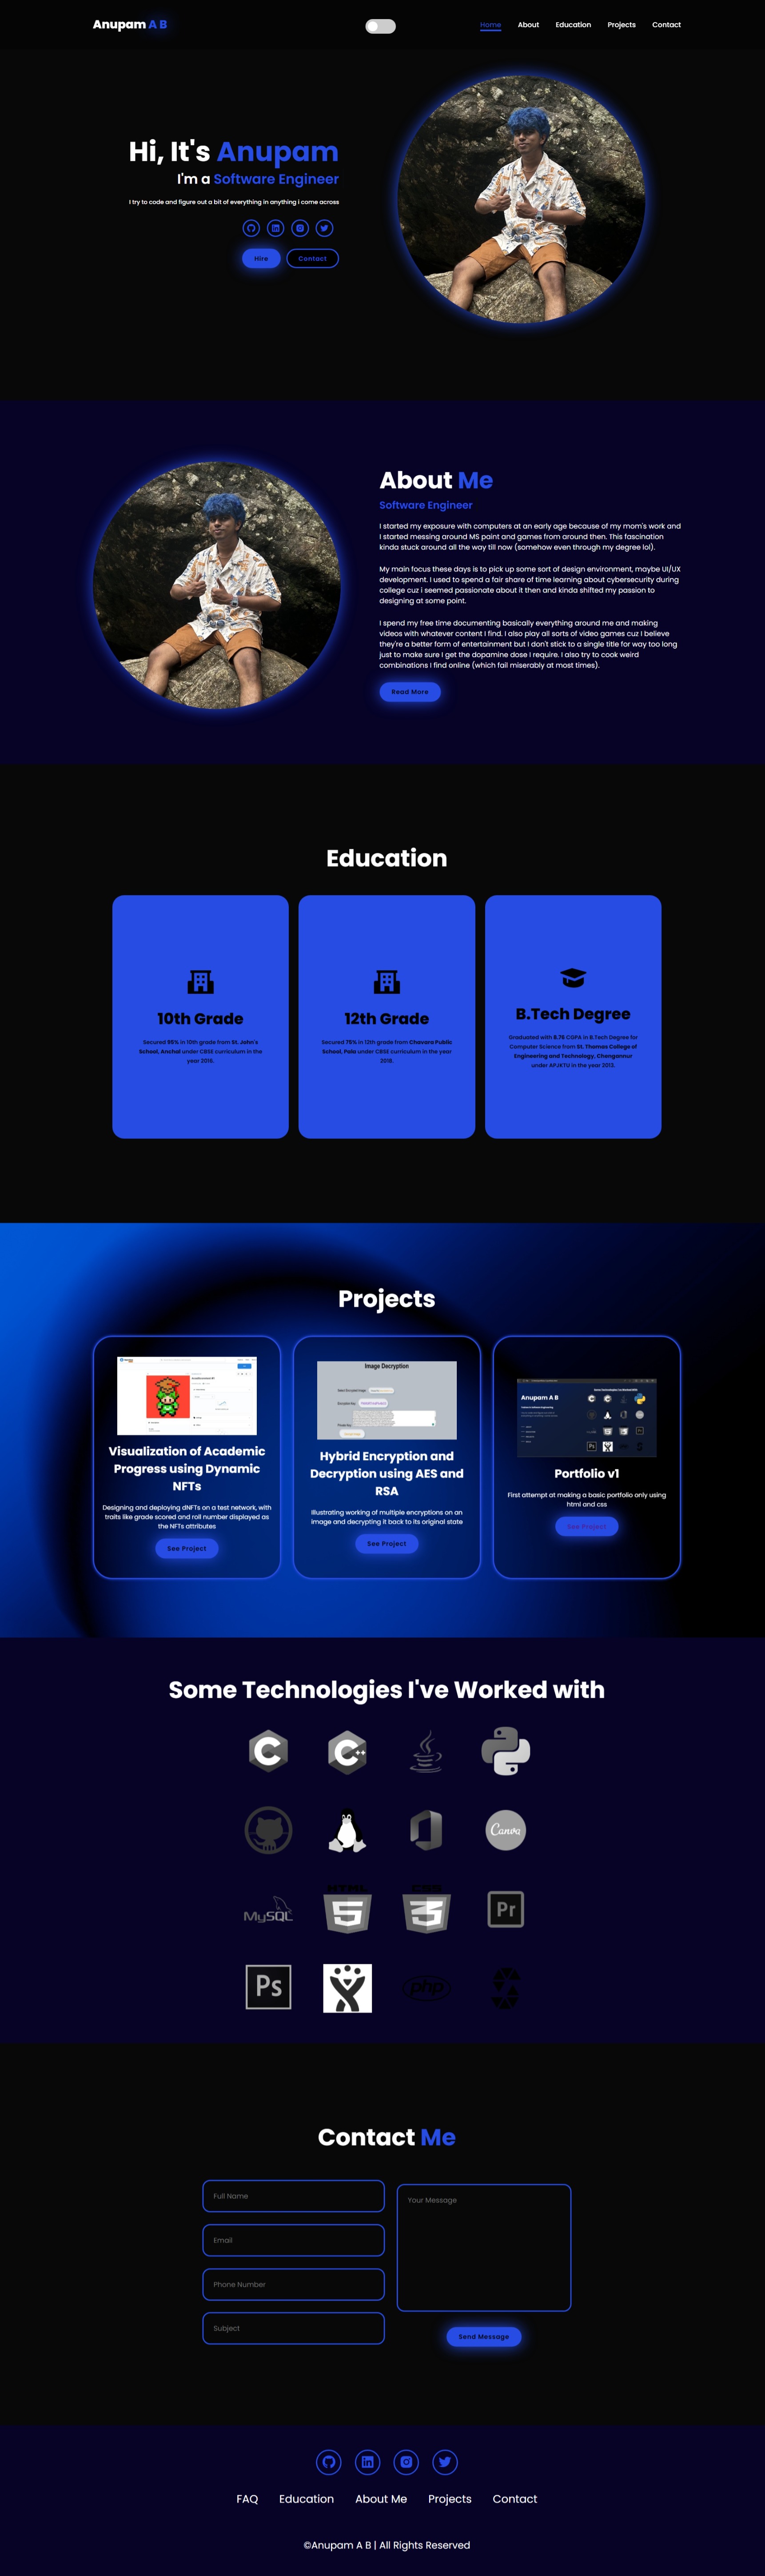 Anupam A B
Home About Education Projects Contact
Hi, It's Anupam
I'm a Software Engineer
I try to code and figure out a bit of everything in anything i come across
Hire Contact
About Me
Software Engineer
I started my exposure with computers at an early age because of my mom's work and
I started messing around MS paint and games from around then. This fascination
kinda stuck around all the way till now (somehow even through my degree lol).
My main focus these days is to pick up some sort of design environment, maybe UI/UX
development. I used to spend a fair share of time learning about cybersecurity during
college cuz i seemed passionate about it then and kinda shifted my passion to
designing at some point.
I spend my free time documenting basically everything around me and making
videos with whatever content I find. I also play all sorts of video games cuz I believe
they're a better form of entertainment but I don't stick to a single title for way too long
just to make sure I get the dopamine dose I require. I also try to cook weird
combinations I find online (which fail miserably at most times).
Read More
Education
10th Grade
Secured 95% in 10th grade from St. John's
School, Anchal under CBSE curriculum in the
year 2016.
12th Grade
Secured 75% in 12th grade from Chavara Public
School, Pala under CBSE curriculum in the year
2018.
B.Tech Degree
Graduated with 8.76 CGPA in B.Tech Degree for
Computer Science from St. Thomas College of
Engineering and Technology, Chengannur
under APJKTU in the year
Projects
Visualization of Academic
Progress using Dynamic
NFTs
Designing and deploying dNFTs on a test network, with
traits like grade scored and roll number displayed as
the NFTs attributes
See Project
Image Decryption
Hybrid Encryption and
Decryption using AES and
RSA
Illustrating working of multiple encryptions on an
image and decrypting it back to its original state
See Project
Anupam A B
Portfolio v1
First attempt at making a basic portfolio only using
html and css
See Project
Some Technologies I've Worked with
C C++
Canva
MySQL HTML 5 CSS 3 Pr
Ps php
Contact Me
Full Name
Email
Phone Number
Subject
Your Message
Send Message
FAQ Education About Me Projects Contact
©Anupam A B | All Rights Reserved